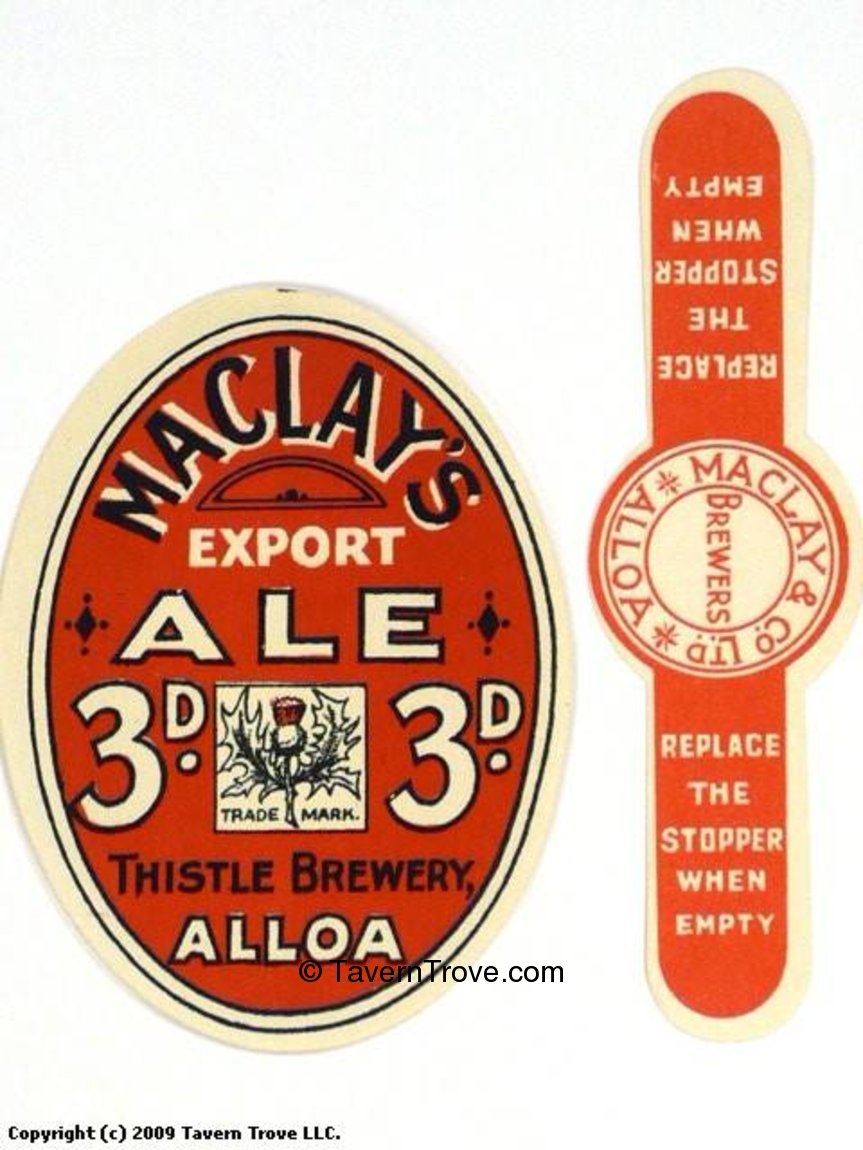 MACLAY'S
EXPORT
ALE
3D. 3D.
TRADE MARK.
THISTLE BREWERY,
ALLOA
REPLACE
THE
STOPPER
WHEN
EMPTY
MACLAY & CO. LTD
ALLOA
BREWERS
REPLACE
THE
STOPPER
WHEN
EMPTY
© TavernTrove.com
Copyright (c) 2009 Tavern Trove LLC.